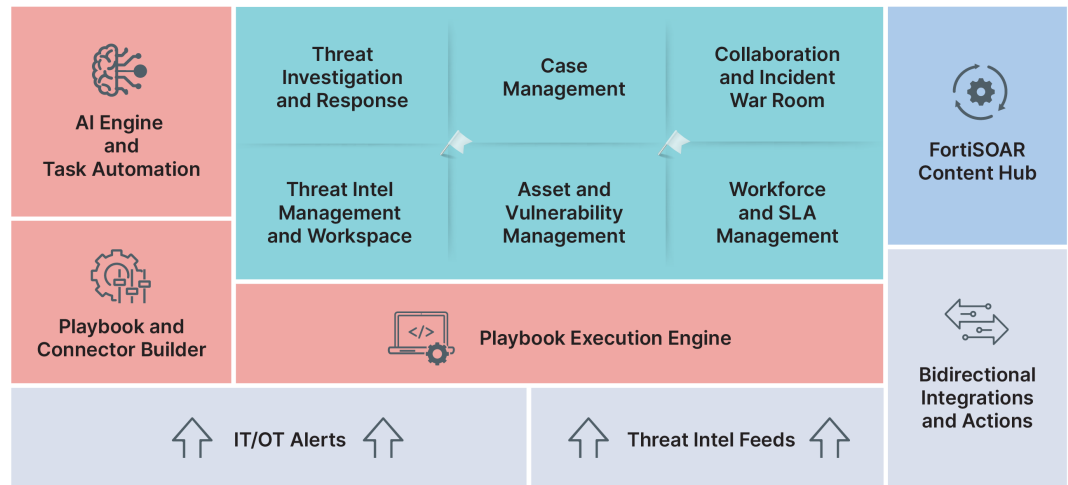 AI Engine
and
Task Automation
Threat
Investigation
and Response
Case
Management
Collaboration
and Incident
War Room
FortiSOAR
Content Hub
Threat Intel
Management
and Workspace
Asset and
Vulnerability
Management
Workforce
and SLA
Management
Playbook and
Connector Builder
</>
Playbook Execution Engine
Bidirectional
Integrations
and Actions
IT/OT Alerts
Threat Intel Feeds